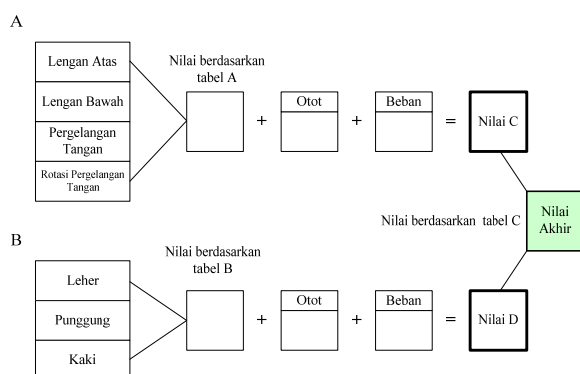 A
Lengan Atas
Lengan Bawah
Pergelangan
Tangan
Rotasi Pergelangan
Tangan
Nilai berdasarkan
tabel A
+
Otot
+
Beban
=
Nilai C
Nilai berdasarkan tabel C
Nilai
Akhir
B
Leher
Punggung
Kaki
Nilai berdasarkan
tabel B
+
Otot
+
Beban
=
Nilai D